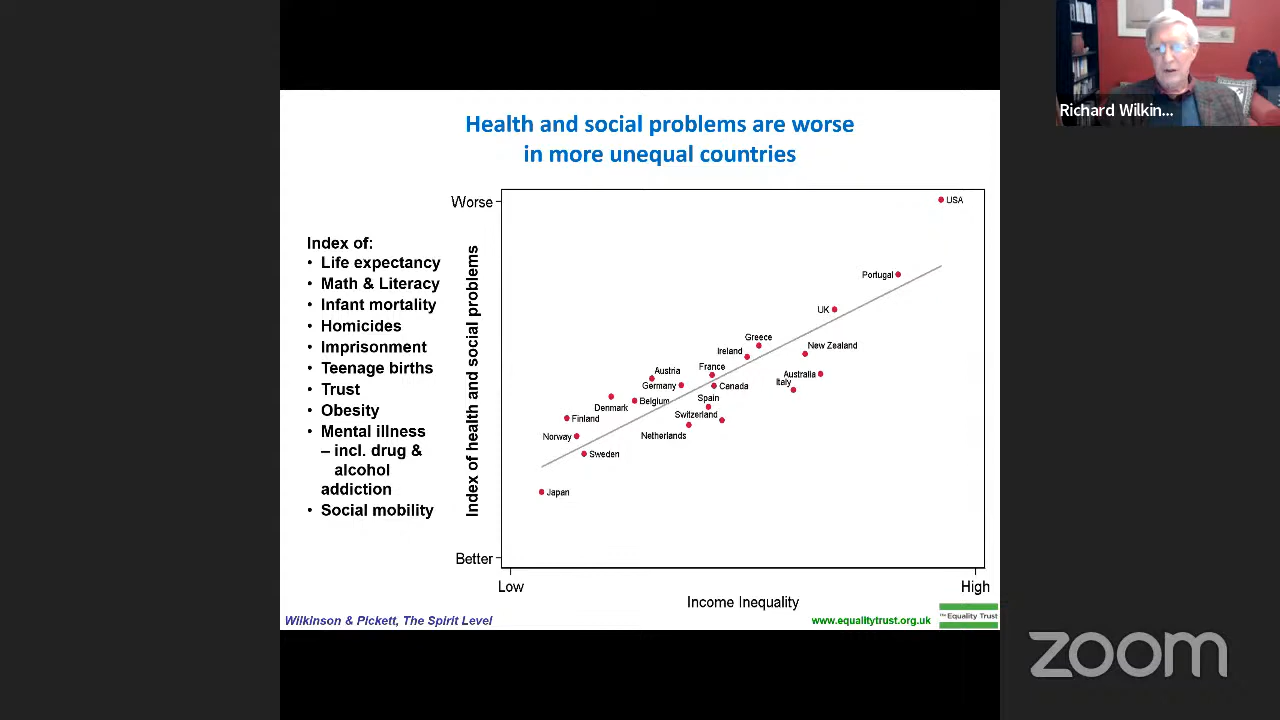 Health and social problems are worse
in more unequal countries
Richard Wilkin...
Index of:
• Life expectancy
• Math & Literacy
• Infant mortality
• Homicides
• Imprisonment
• Teenage births
• Trust
• Obesity
• Mental illness
– incl. drug &
alcohol
addiction
• Social mobility
Index of health and social problems
Worse
Better
USA
Portugal
UK
Greece
New Zealand
Ireland
France
Austria
Australia
Germany
Canada
Italy
Belgium
Spain
Denmark
Switzerland
Finland
Netherlands
Norway
Sweden
Japan
Low
High
Income Inequality
Wilkinson & Pickett, The Spirit Level
www.equalitytrust.org.uk
The Equality Trust
zoom